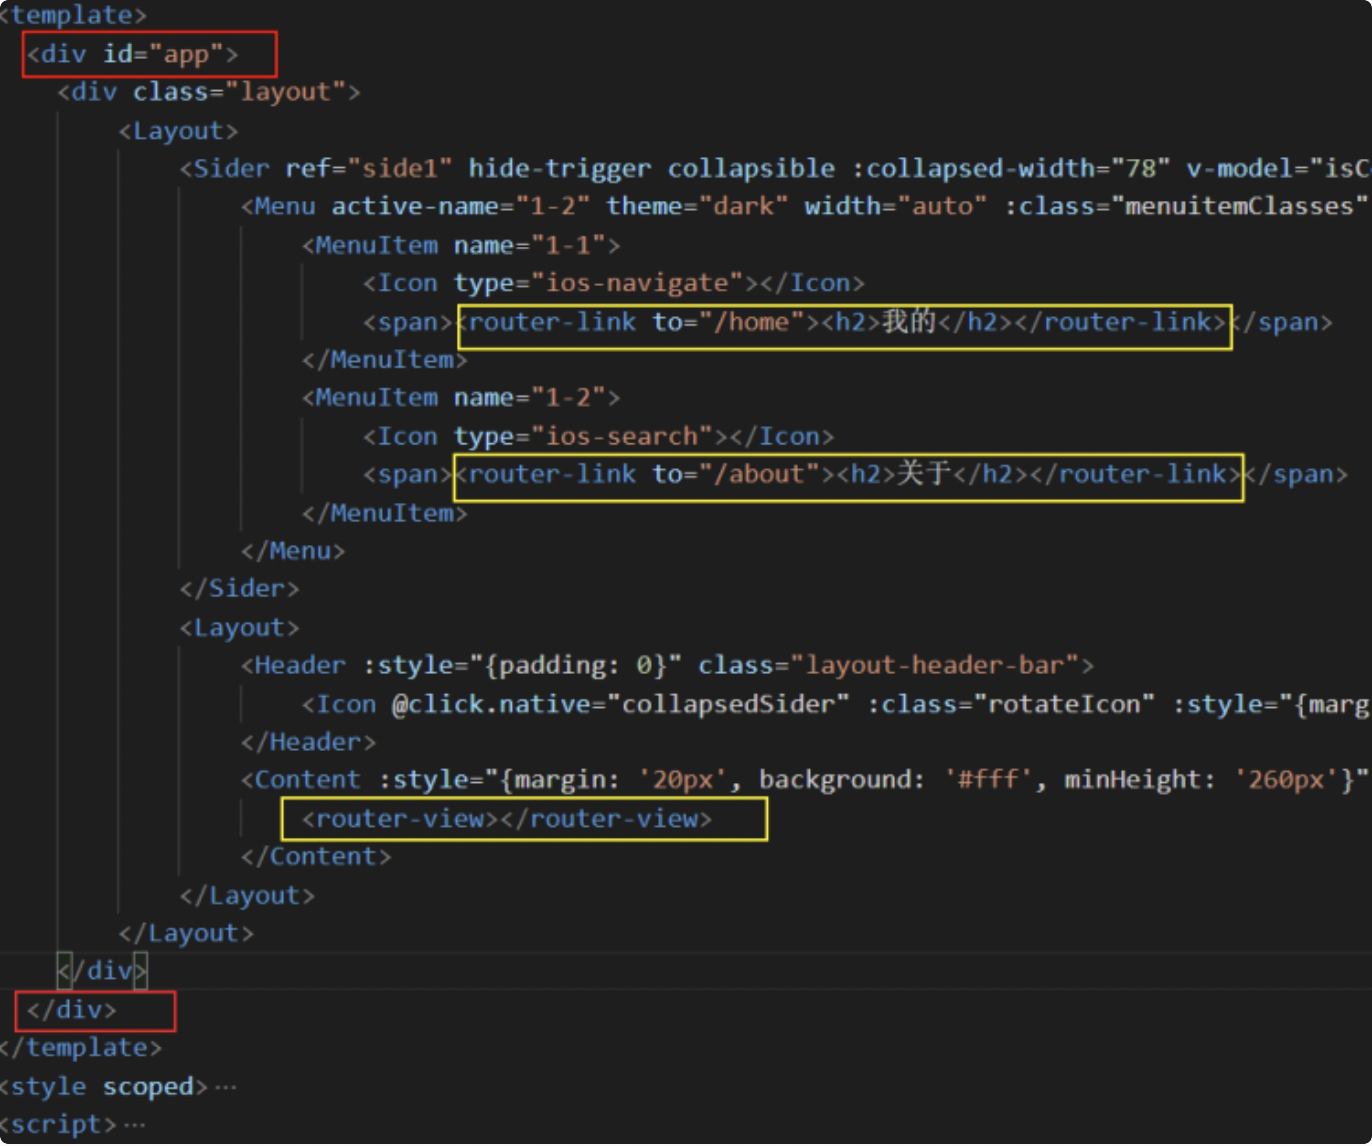 <template>
<div id="app">
<div class="layout">
<Layout>
<Sider ref="side1" hide-trigger collapsible :collapsed-width="78" v-model="isC
<Menu active-name="1-2" theme="dark" width="auto" :class="menuitemClasses"
<MenuItem name="1-1">
<Icon type="ios-navigate"></Icon>
<span><router-link to="/home"><h2>我的</h2></router-link></span>
</MenuItem>
<MenuItem name="1-2">
<Icon type="ios-search"></Icon>
<span><router-link to="/about"><h2>关于</h2></router-link></span>
</MenuItem>
</Menu>
</Sider>
<Layout>
<Header :style="{padding: 0}" class="layout-header-bar">
<Icon @click.native="collapsedSider" :class="rotateIcon" :style="{marg
</Header>
<Content :style="{margin: '20px', background: '#fff', minHeight: '260px'}"
<router-view></router-view>
</Content>
</Layout>
</Layout>
</div>
</div>
</template>
<style scoped>···
<script>···